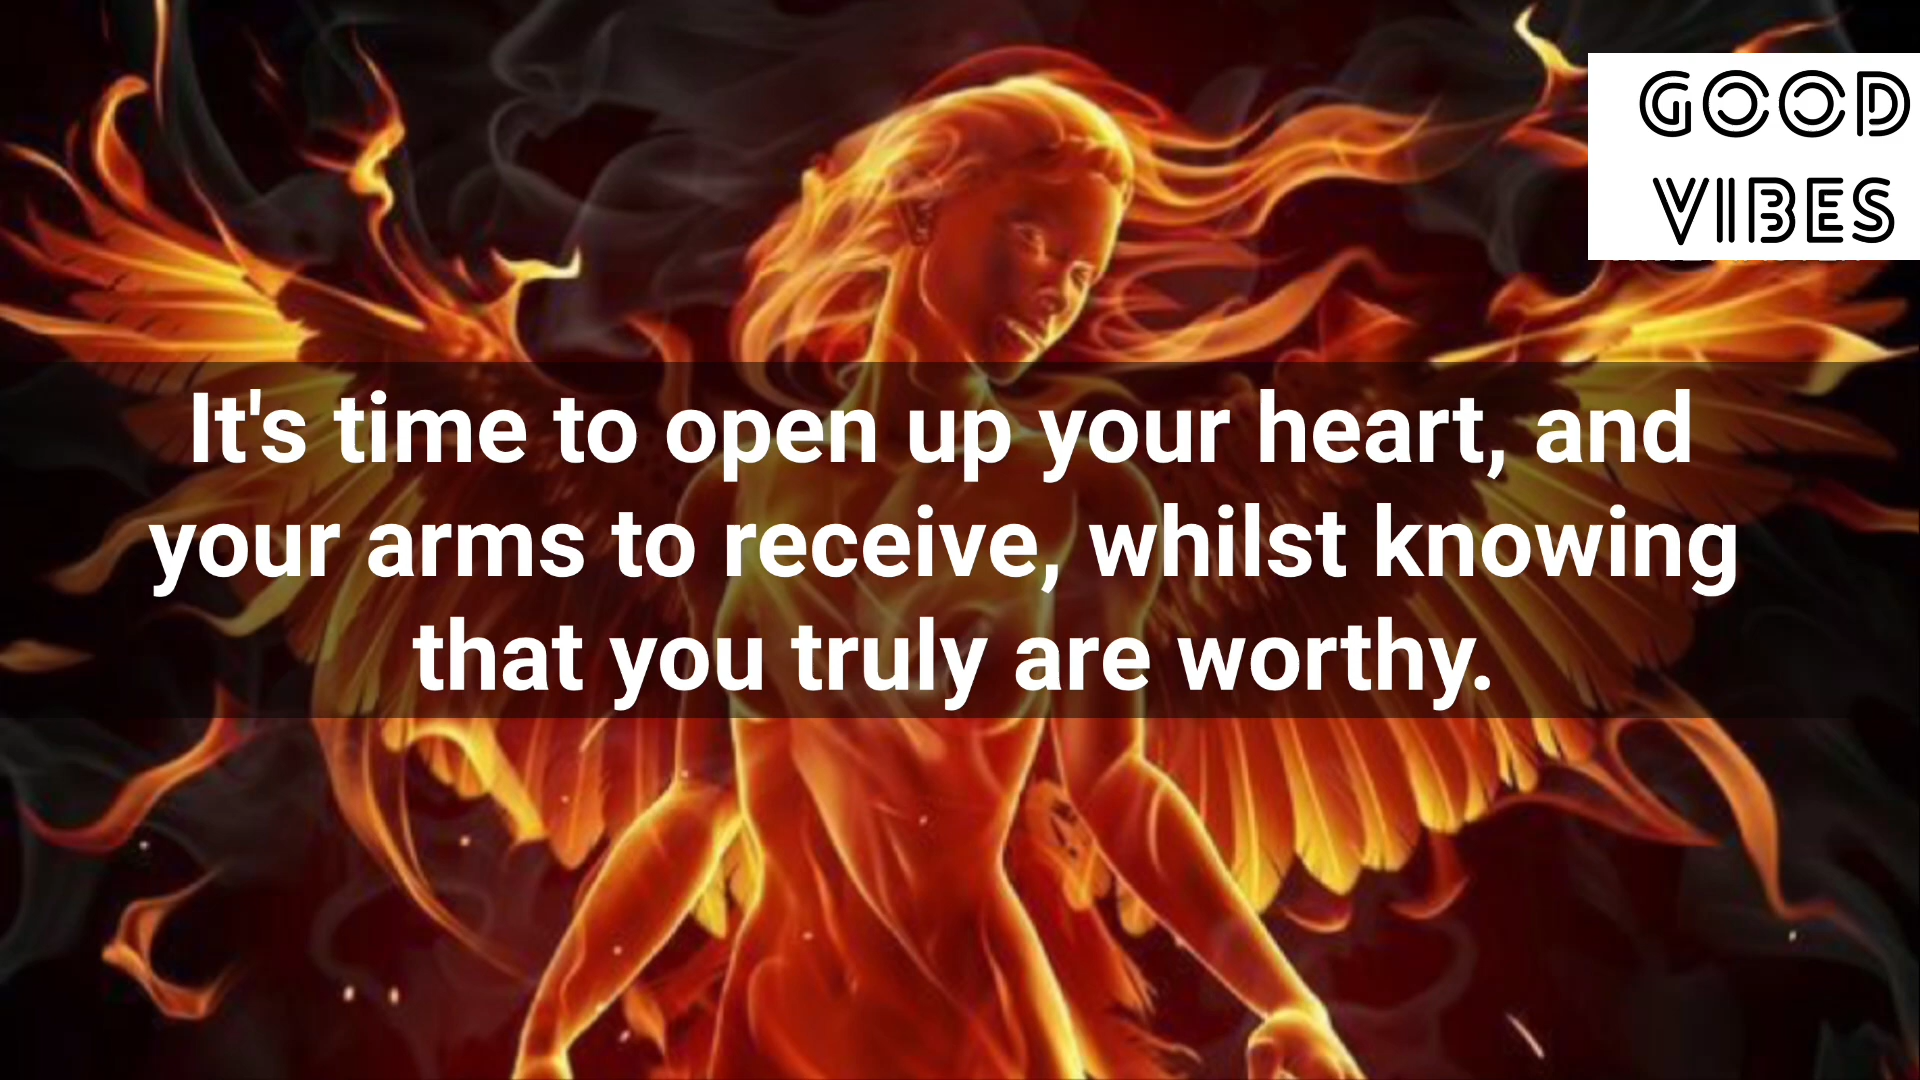 GOOD
VIBES
It's time to open up your heart, and
your arms to receive, whilst knowing
that you truly are worthy.